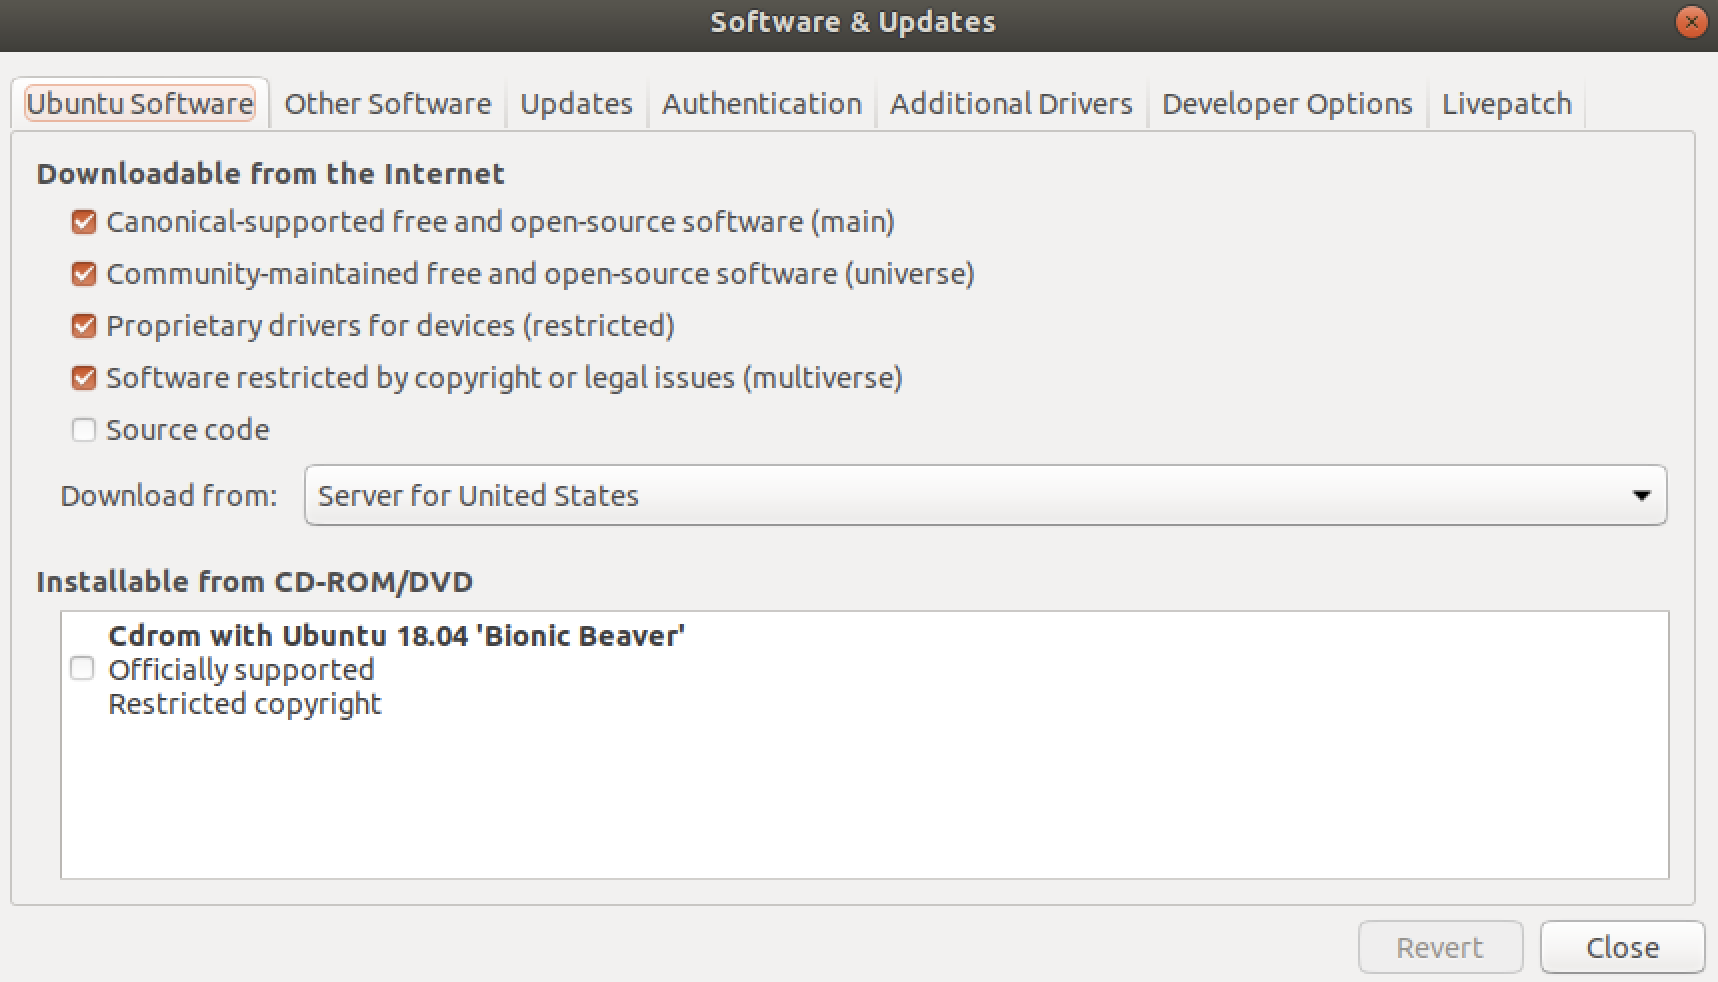 Software & Updates
Ubuntu Software
Other Software
Updates
Authentication
Additional Drivers
Developer Options
Livepatch
Downloadable from the Internet
Canonical-supported free and open-source software (main)
Community-maintained free and open-source software (universe)
Proprietary drivers for devices (restricted)
Software restricted by copyright or legal issues (multiverse)
Source code
Download from: Server for United States
Installable from CD-ROM/DVD
Cdrom with Ubuntu 18.04 'Bionic Beaver'
Officially supported
Restricted copyright
Revert
Close